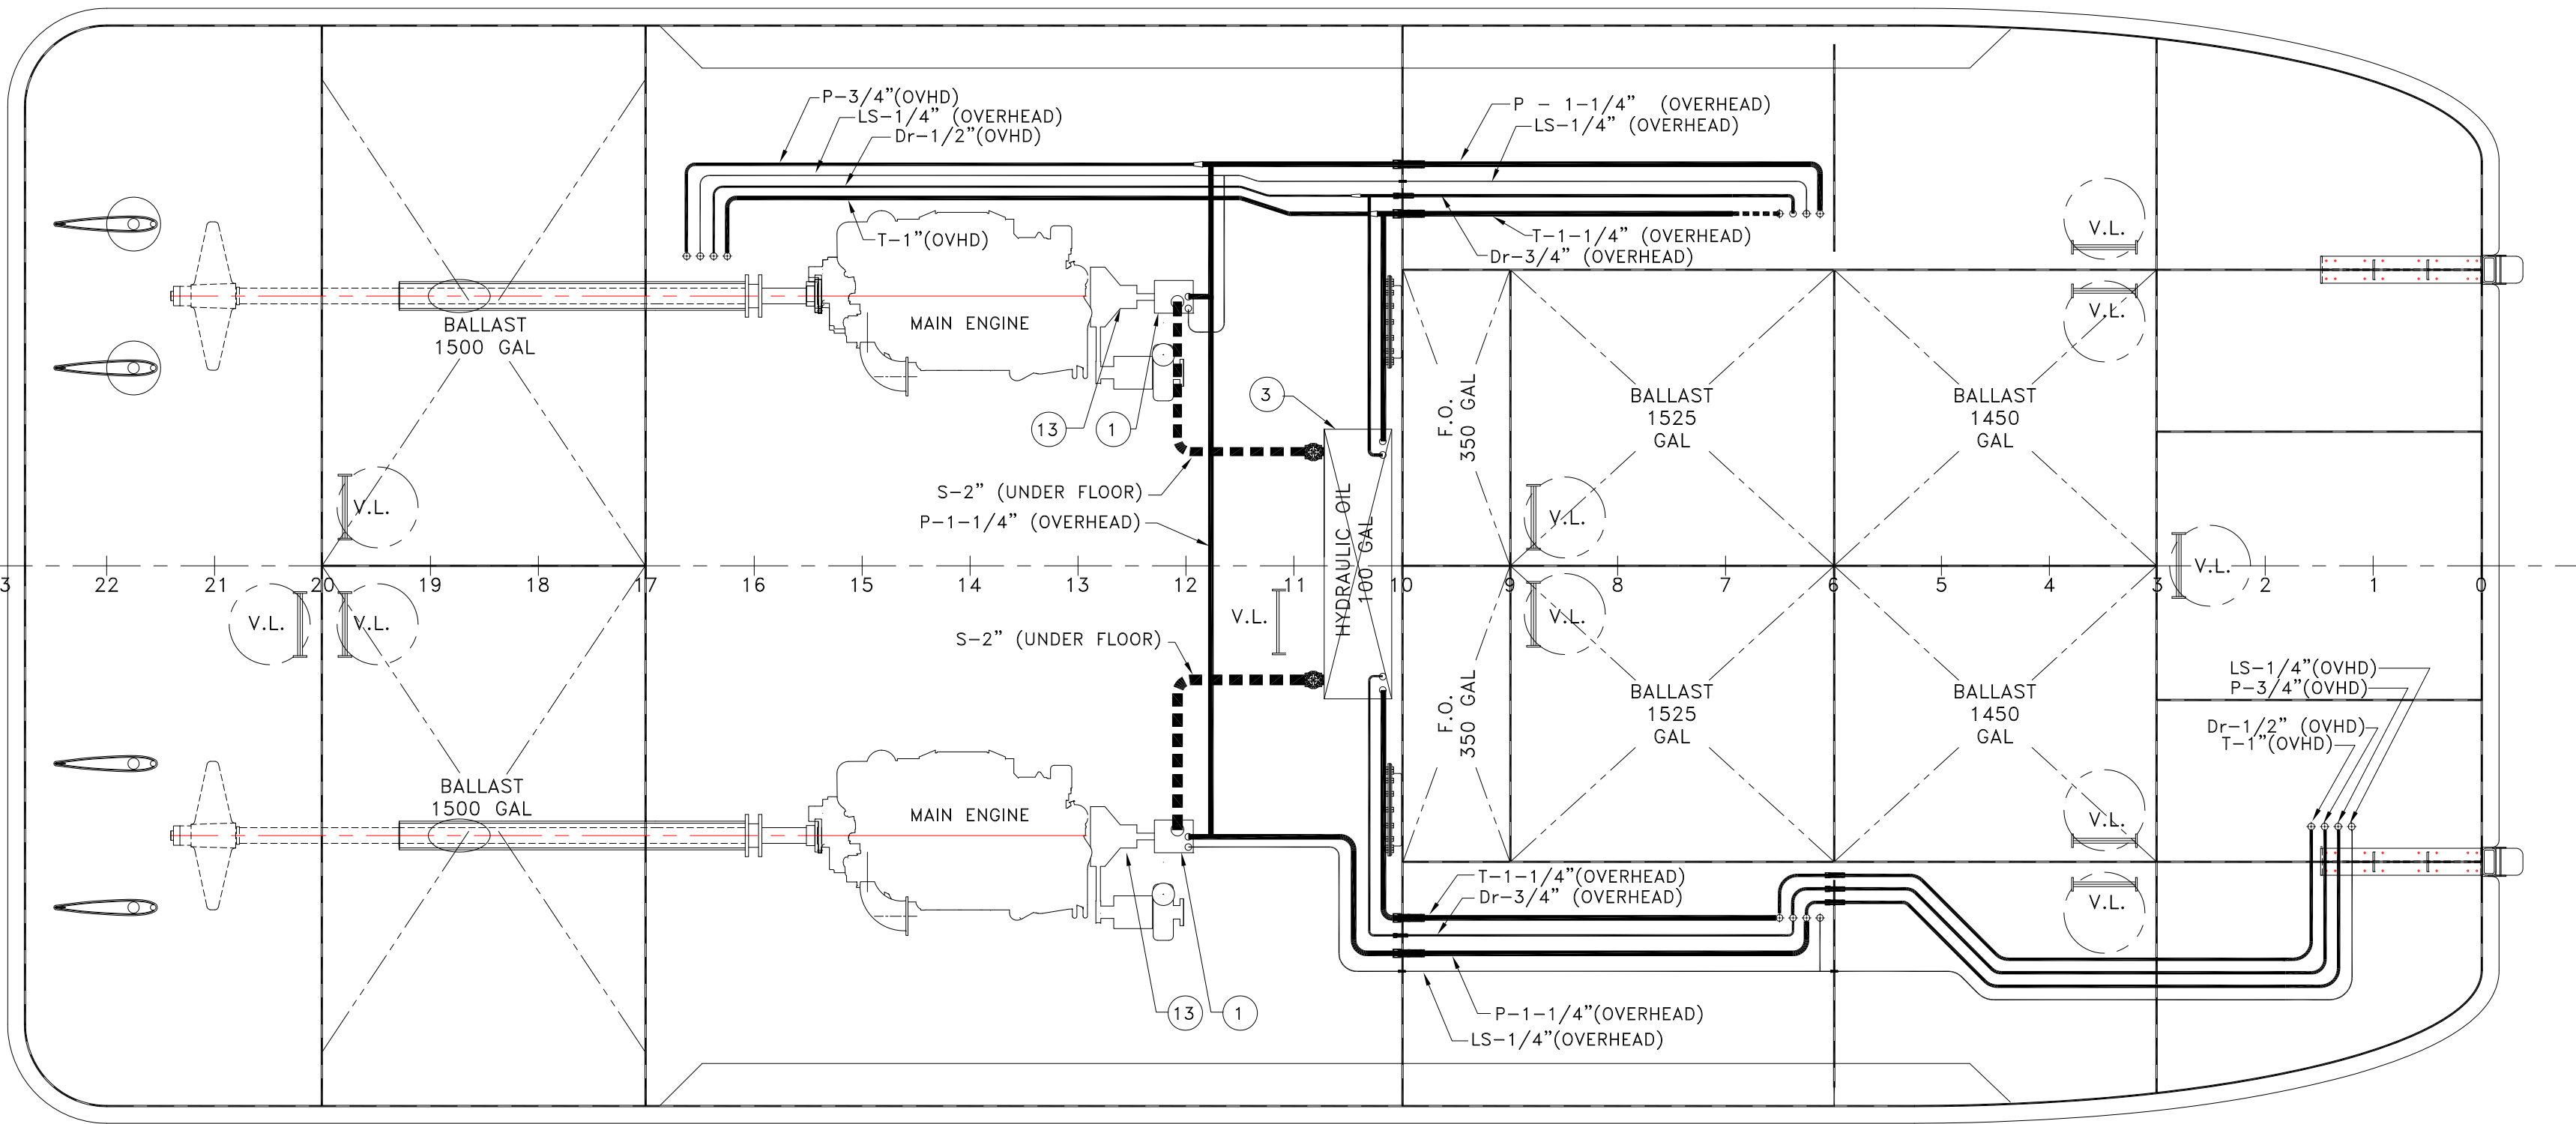 P-3/4"(OVHD)
LS-1/4" (OVERHEAD)
Dr-1/2"(OVHD)
P - 1-1/4" (OVERHEAD)
LS-1/4" (OVERHEAD)
T-1"(OVHD)
T-1-1/4" (OVERHEAD)
Dr-3/4" (OVERHEAD)
V.L.
V.L.
BALLAST
1500 GAL
MAIN ENGINE
13
1
3
F.O.
350 GAL
BALLAST
1525
GAL
BALLAST
1450
GAL
S-2" (UNDER FLOOR)
P-1-1/4" (OVERHEAD)
V.L.
V.L.
HYDRAULIC OIL
100 GAL
V.L.
3
22
21
20
19
18
17
16
15
14
13
12
11
10
9
8
7
6
5
4
3
2
1
0
V.L.
V.L.
V.L.
V.L.
S-2" (UNDER FLOOR)
BALLAST
1500 GAL
MAIN ENGINE
F.O.
350 GAL
BALLAST
1525
GAL
BALLAST
1450
GAL
LS-1/4"(OVHD)
P-3/4"(OVHD)
Dr-1/2" (OVHD)
T-1"(OVHD)
V.L.
V.L.
T-1-1/4"(OVERHEAD)
Dr-3/4" (OVERHEAD)
13
1
P-1-1/4"(OVERHEAD)
LS-1/4"(OVERHEAD)